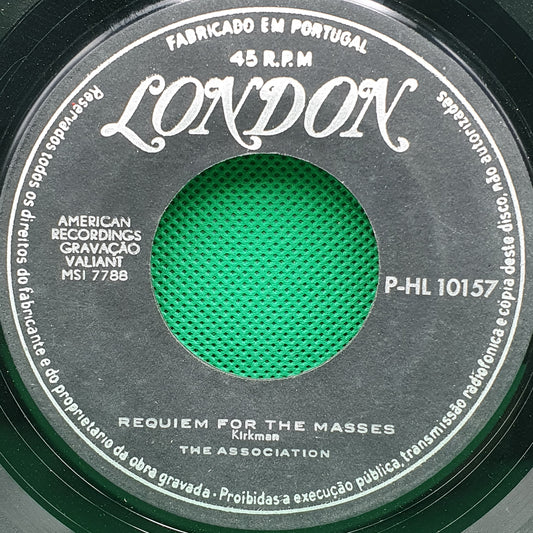 FABRICADO EM PORTUGAL
45 R.P.M
LONDON
AMERICAN
RECORDINGS
GRAVAÇÃO
VALIANT
MSI 7788
P-HL 10157
REQUIEM FOR THE MASSES
Kirkman
THE ASSOCIATION
Reservados todos os direitos do fabricante e do proprietário da obra gravada - Proibidas a execução pública, transmissão radiofónica e cópia deste disco, não autorizadas